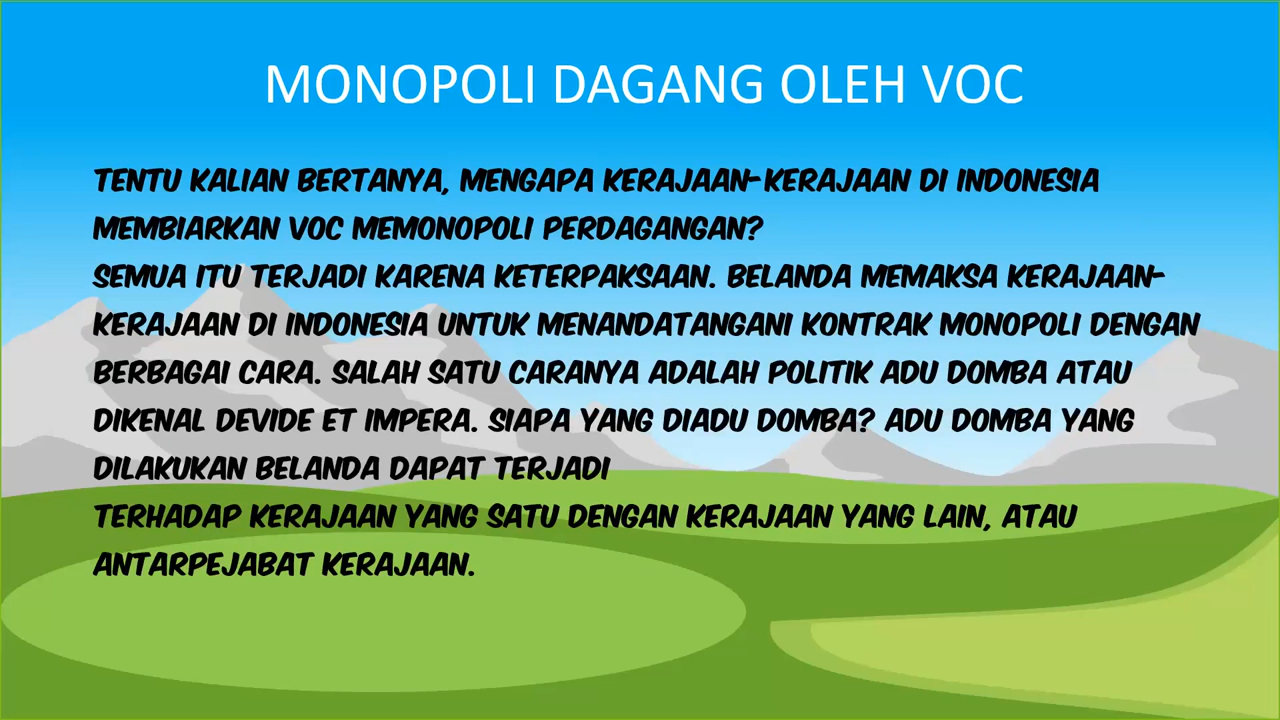 MONOPOLI DAGANG OLEH VOC
TENTU KALIAN BERTANYA, MENGAPA KERAJAAN-KERAJAAN DI INDONESIA
MEMBIARKAN VOC MEMONOPOLI PERDAGANGAN?
SEMUA ITU TERJADI KARENA KETERPAKSAAN. BELANDA MEMAKSA KERAJAAN-
KERAJAAN DI INDONESIA UNTUK MENANDATANGANI KONTRAK MONOPOLI DENGAN
BERBAGAI CARA. SALAH SATU CARANYA ADALAH POLITIK ADU DOMBA ATAU
DIKENAL DEVIDE ET IMPERA. SIAPA YANG DIADU DOMBA? ADU DOMBA YANG
DILAKUKAN BELANDA DAPAT TERJADI
TERHADAP KERAJAAN YANG SATU DENGAN KERAJAAN YANG LAIN, ATAU
ANTARPEJABAT KERAJAAN.